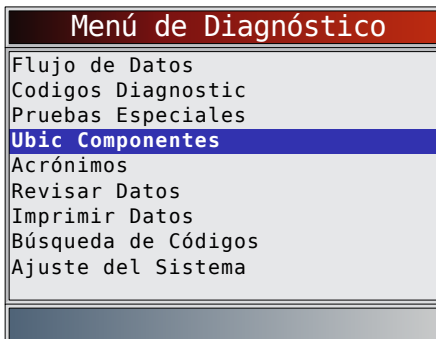 Menú de Diagnóstico
Flujo de Datos
Codigos Diagnostic
Pruebas Especiales
Ubic Componentes
Acrónimos
Revisar Datos
Imprimir Datos
Búsqueda de Códigos
Ajuste del Sistema